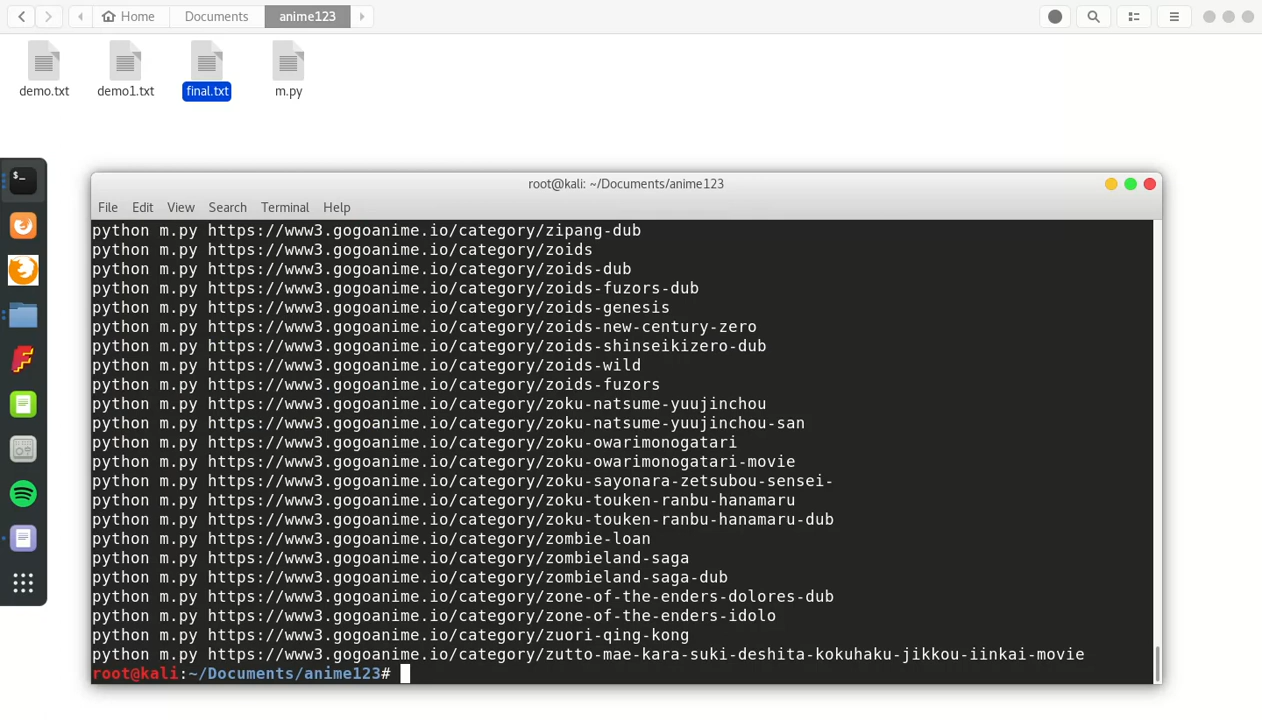 Home Documents anime123
demo.txt demo1.txt final.txt m.py
root@kali: ~/Documents/anime123
File Edit View Search Terminal Help
python m.py https://www3.gogoanime.io/category/zipang-dub
python m.py https://www3.gogoanime.io/category/zoids
python m.py https://www3.gogoanime.io/category/zoids-dub
python m.py https://www3.gogoanime.io/category/zoids-fuzors-dub
python m.py https://www3.gogoanime.io/category/zoids-genesis
python m.py https://www3.gogoanime.io/category/zoids-new-century-zero
python m.py https://www3.gogoanime.io/category/zoids-shinseikizero-dub
python m.py https://www3.gogoanime.io/category/zoids-wild
python m.py https://www3.gogoanime.io/category/zoids-fuzors
python m.py https://www3.gogoanime.io/category/zoku-natsume-yuujinchou
python m.py https://www3.gogoanime.io/category/zoku-natsume-yuujinchou-san
python m.py https://www3.gogoanime.io/category/zoku-owarimonogatari
python m.py https://www3.gogoanime.io/category/zoku-owarimonogatari-movie
python m.py https://www3.gogoanime.io/category/zoku-sayonara-zetsubou-sensei-
python m.py https://www3.gogoanime.io/category/zoku-touken-ranbu-hanamaru
python m.py https://www3.gogoanime.io/category/zoku-touken-ranbu-hanamaru-dub
python m.py https://www3.gogoanime.io/category/zombie-loan
python m.py https://www3.gogoanime.io/category/zombieland-saga
python m.py https://www3.gogoanime.io/category/zombieland-saga-dub
python m.py https://www3.gogoanime.io/category/zone-of-the-enders-dolores-dub
python m.py https://www3.gogoanime.io/category/zone-of-the-enders-idolo
python m.py https://www3.gogoanime.io/category/zuori-qing-kong
python m.py https://www3.gogoanime.io/category/zutto-mae-kara-suki-deshita-kokuhaku-jikkou-iinkai-movie
root@kali:~/Documents/anime123#